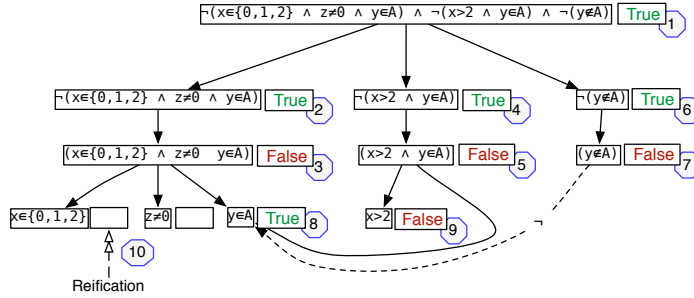 ¬(x∈{0,1,2} ∧ z≠0 ∧ y∈A) ∧ ¬(x>2 ∧ y∈A) ∧ ¬(y∉A) True 1
¬(x∈{0,1,2} ∧ z≠0 ∧ y∈A) True 2
¬(x>2 ∧ y∈A) True 4
¬(y∉A) True 6
(x∈{0,1,2} ∧ z≠0 y∈A) False 3
(x>2 ∧ y∈A) False 5
(y∉A) False 7
x∈{0,1,2}
z≠0
y∈A True 8
x>2 False 9
¬
10
Reification